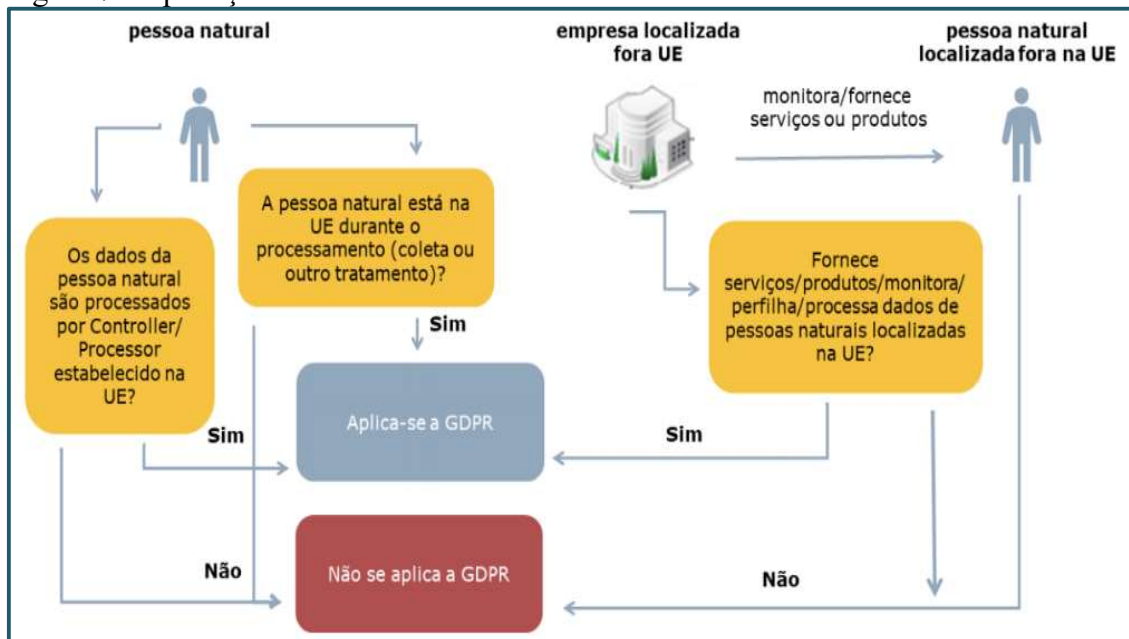 pessoa natural
empresa localizada
fora UE
pessoa natural
localizada fora na UE
monitora/fornece
serviços ou produtos
A pessoa natural está na
UE durante o
processamento (coleta ou
outro tratamento)?
Os dados da
pessoa natural
são processados
por Controller/
Processor
estabelecido na
UE?
Fornece
serviços/produtos/monitora/
perfilha/processa dados de
pessoas naturais localizadas
na UE?
Sim
Aplica-se a GDPR
Sim
Sim
Não se aplica a GDPR
Não
Não